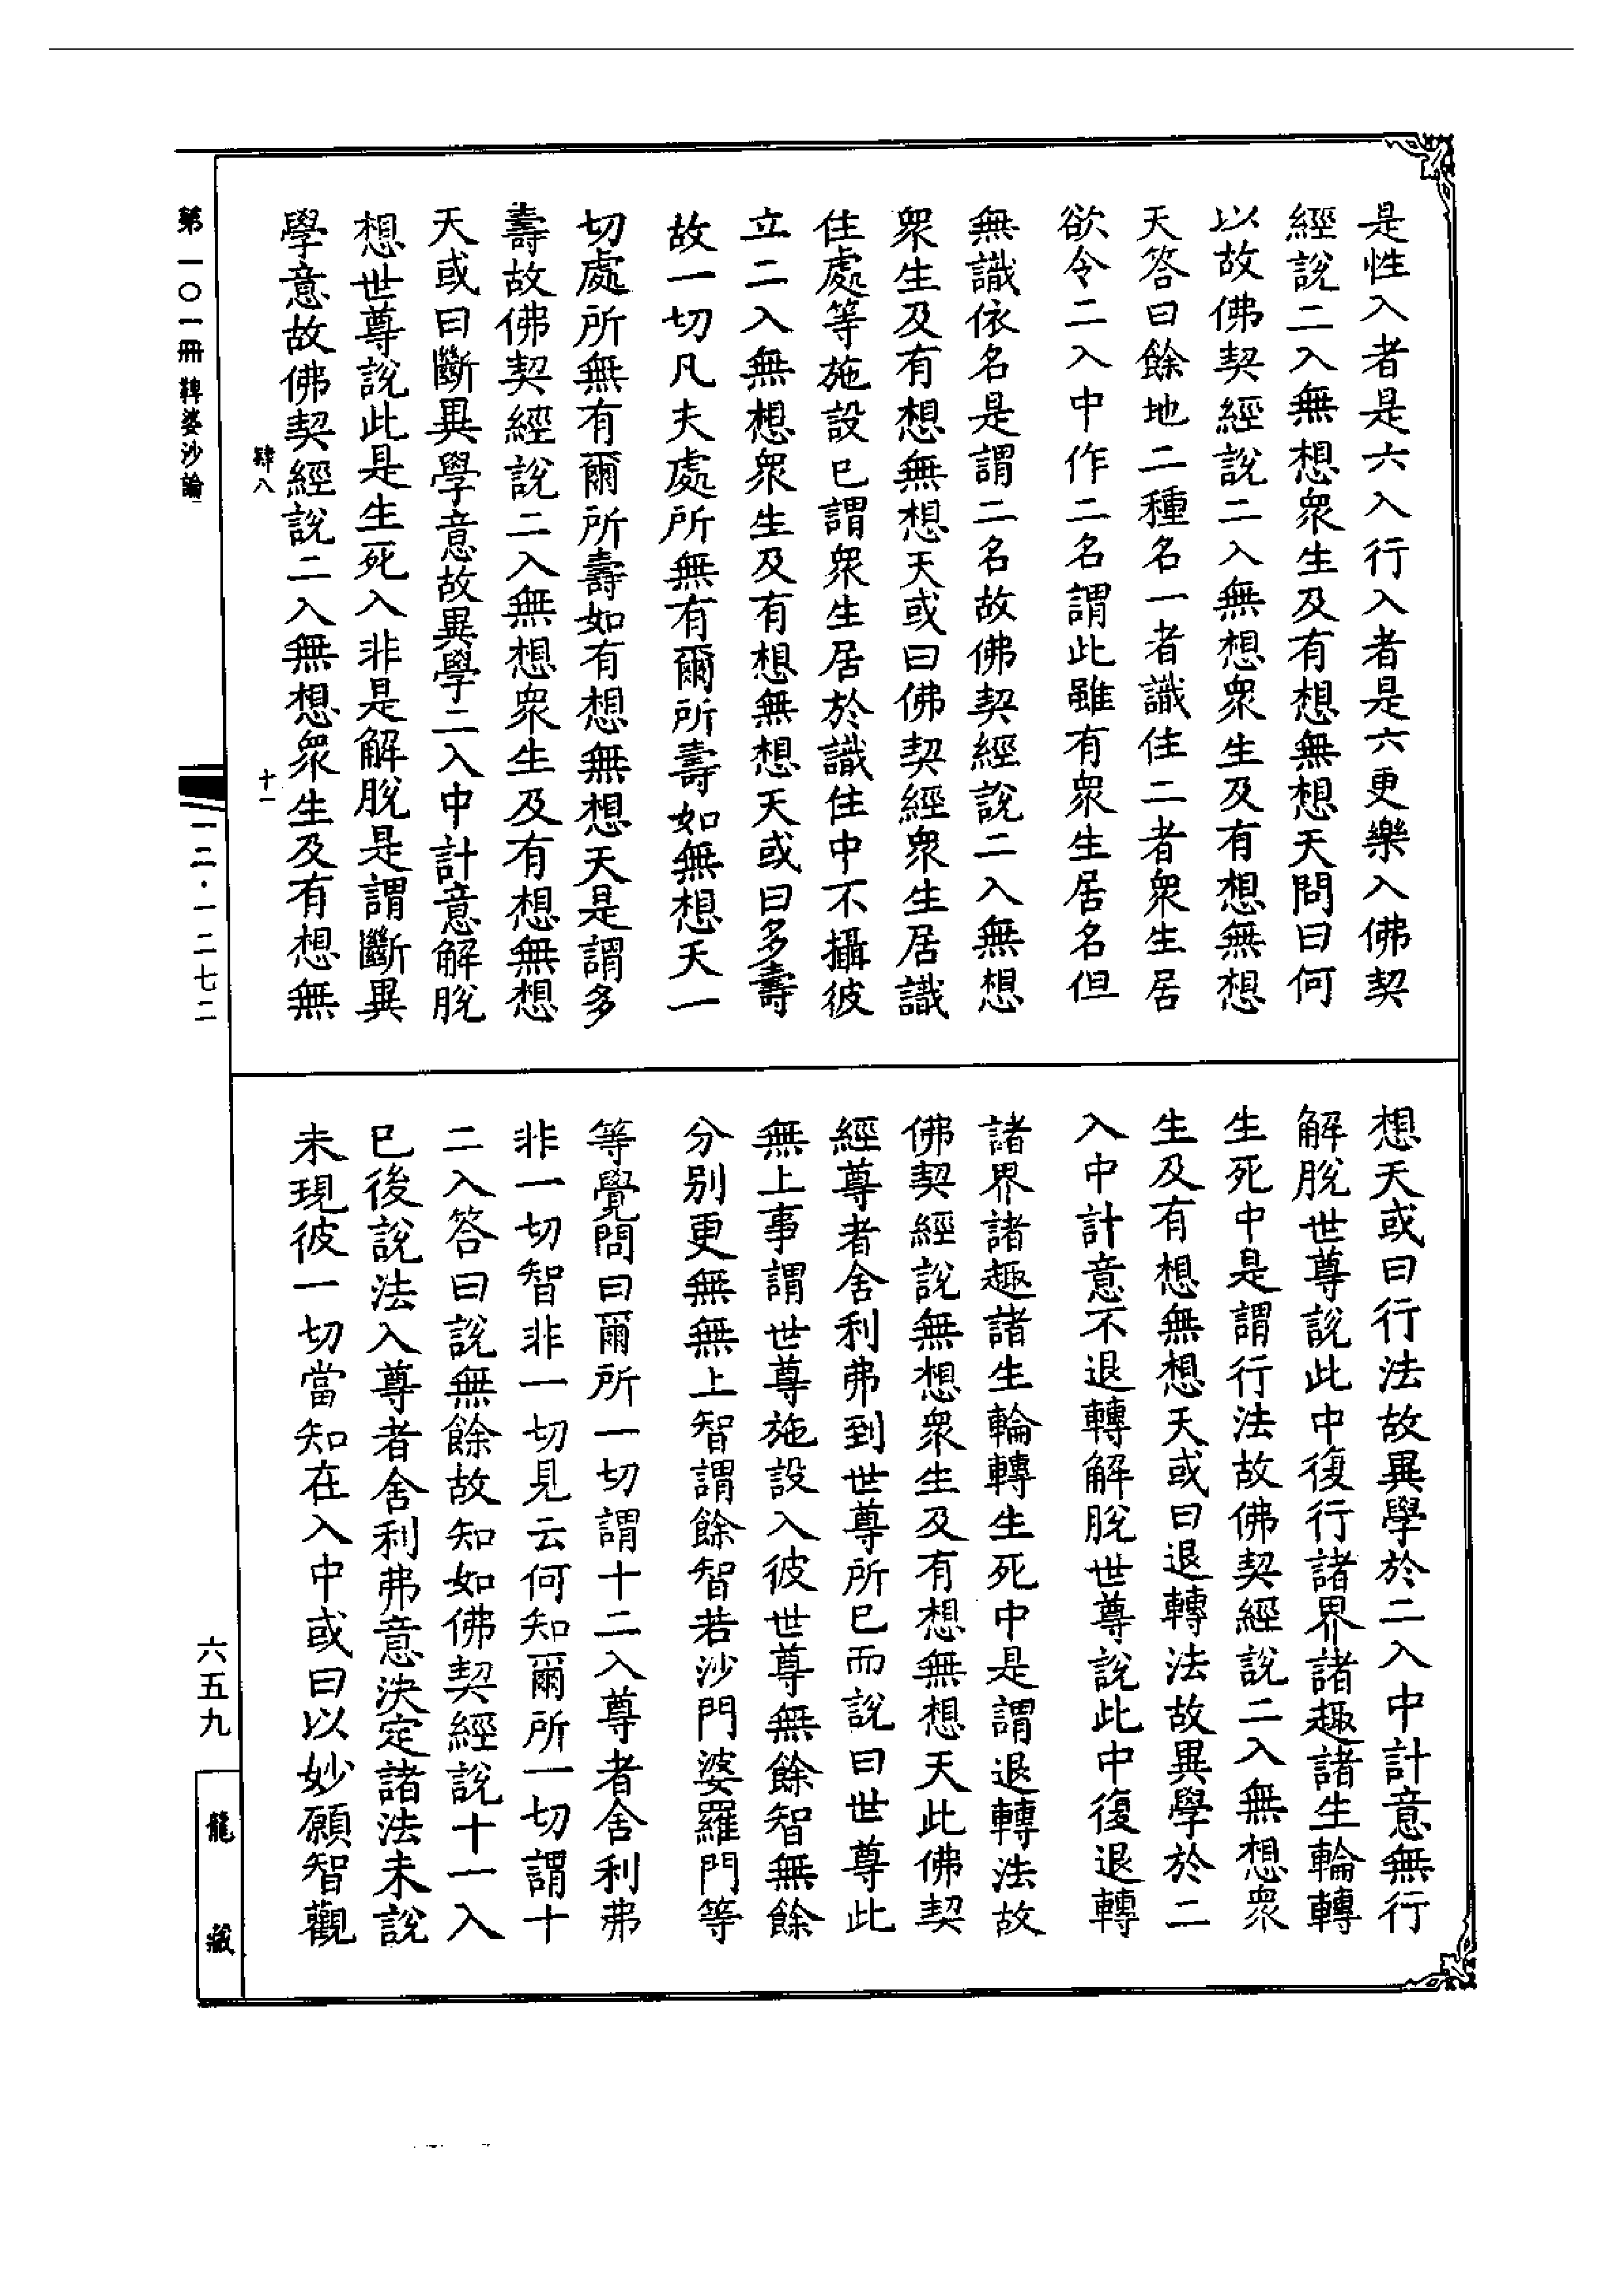 是性入者是六入行入者是六更樂入佛契
經說二入無想眾生及有想無想天問曰何
以故佛契經說二入無想眾生及有想無想
天答曰餘地二種名一者識住二者眾生居
欲令二入中作二名謂此雖有眾生居名但
無識依名是謂二名故佛契經說二入無想
眾生及有想無想天或曰佛契經眾生居識
住處等施設已謂眾生居於識住中不攝彼
立二入無想眾生及有想無想天或曰多壽
故一切凡夫處所無有爾所壽如無想天一
切處所無有爾所壽如有想無想天是謂多
壽故佛契經說二入無想眾生及有想無想
天或曰斷異學意故異學二入中計意解脫
想世尊說此是生死入非是解脫是謂斷異
學意故佛契經說二入無想眾生及有想無
肆八
十一
想天或曰行法故異學於二入中計意無行
解脫世尊說此中復行諸界諸趣諸生輪轉
生死中是謂行法故佛契經說二入無想眾
生及有想無想天或曰退轉法故異學於二
入中計意不退轉解脫世尊說此中復退轉
諸界諸趣諸生輪轉生死中是謂退轉法故
佛契經說無想眾生及有想無想天此佛契
經尊者舍利弗到世尊所已而說曰世尊此
無上事謂世尊施設入彼世尊無餘智無餘
分別更無無上智謂餘智若沙門婆羅門等
等覺問曰爾所一切謂十二入尊者舍利弗
非一切智非一切見云何知爾所一切謂十
二入答曰說無餘故知如佛契經說十一入
已後說法入尊者舍利弗意決定諸法未說
未現彼一切當知在入中或曰以妙願智觀
第一〇一冊 鞞婆沙論
一二·一二七二
六五九
龍藏